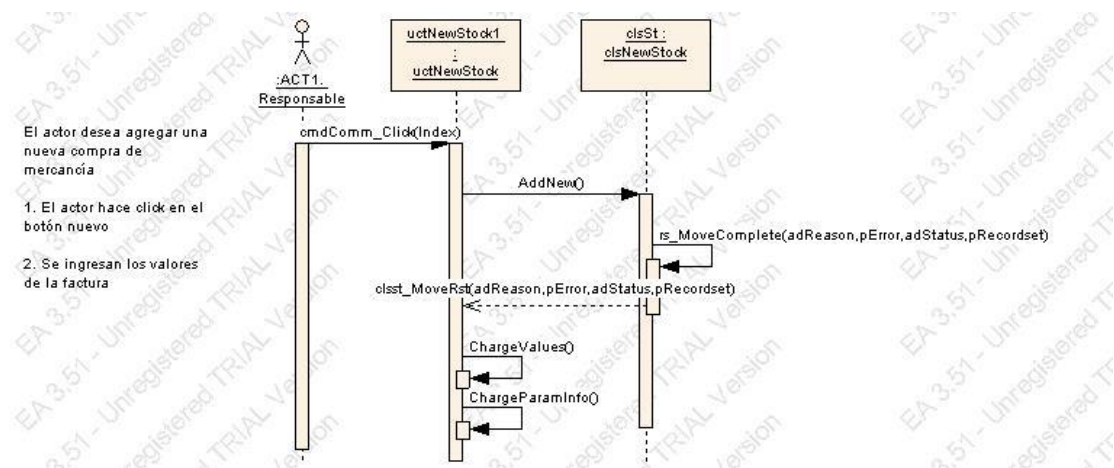 uctNewStock1
:
uctNewStock
clsSt :
clsNewStock
:ACT1.
Responsable
El actor desea agregar una
nueva compra de
mercancía
1. El actor hace click en el
botón nuevo
2. Se ingresan los valores
de la factura
cmdComm_Click(Index)
AddNew()
rs_MoveComplete(adReason,pError,adStatus,pRecordset)
clsst_MoveRst(adReason,pError,adStatus,pRecordset)
ChargeValues()
ChargeParamInfo()
EA 3.51 - Unregistered TRIAL Version